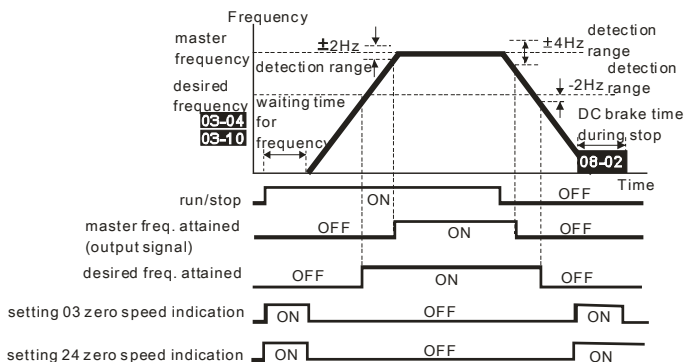 Frequency
master
frequency
±2Hz
detection range
±4Hz
detection
range
detection
range
-2Hz
desired
frequency
03-04
03-10
waiting time
for
frequency
DC brake time
during stop
08-02
Time
run/stop
ON
OFF
master freq. attained
(output signal)
OFF
ON
OFF
desired freq. attained
OFF
ON
OFF
setting 03 zero speed indication
ON
OFF
ON
setting 24 zero speed indication
ON
OFF
ON